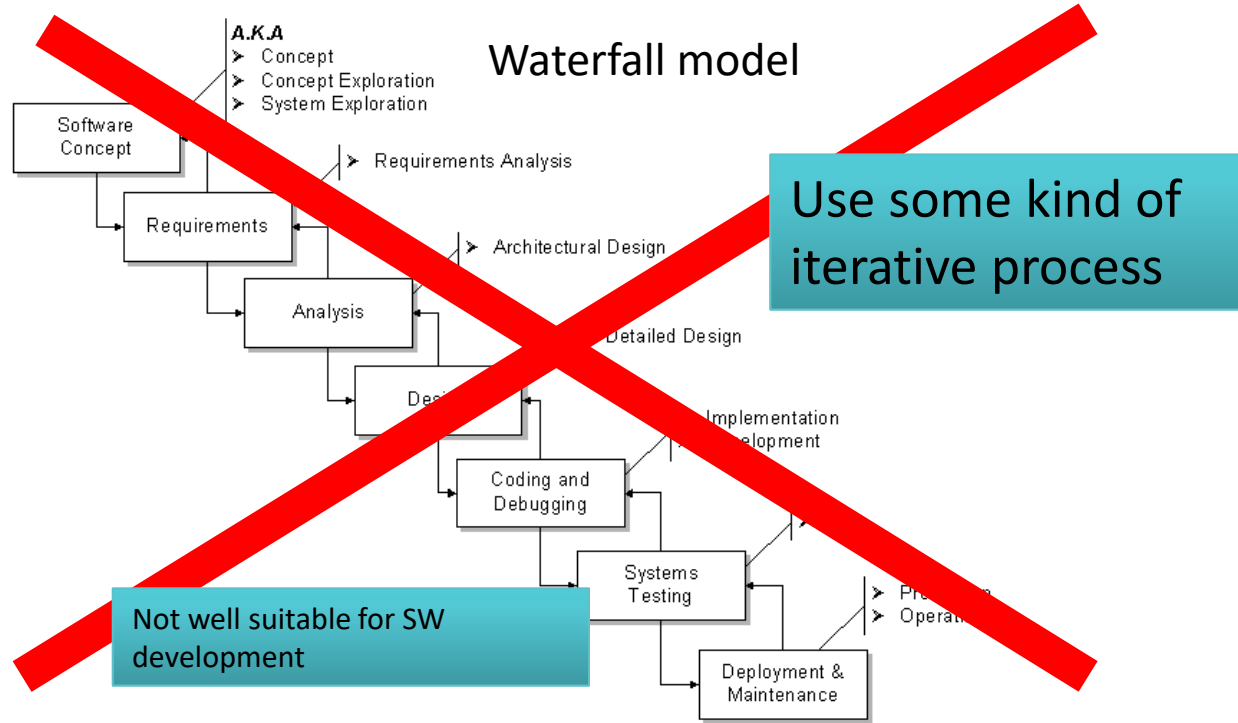 A.K.A
➢ Concept
➢ Concept Exploration
➢ System Exploration
Waterfall model
Software
Concept
➢ Requirements Analysis
Use some kind of
iterative process
Requirements
➢ Architectural Design
Analysis
Detailed Design
Implementation
Coding and
Debugging
Systems
Testing
Not well suitable for SW
development
Deployment &
Maintenance